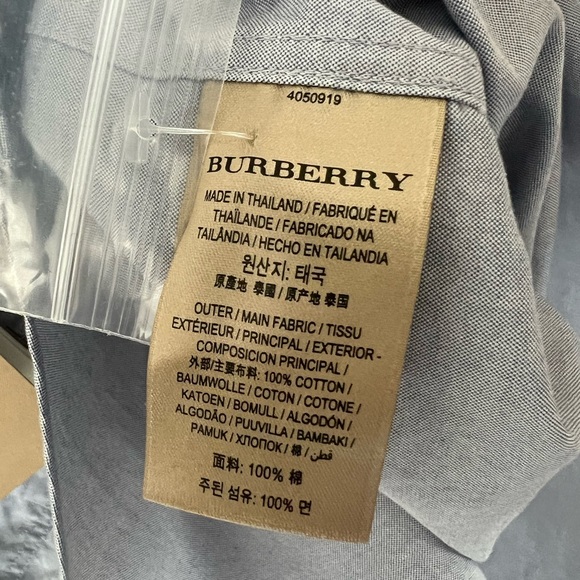 4050919
BURBERRY
MADE IN THAILAND / FABRIQUÉ EN
THAÏLANDE / FABRICADO NA
TAILÂNDIA / HECHO EN TAILANDIA
원산지: 태국
原產地 泰國 / 原产地 泰国
OUTER / MAIN FABRIC / TISSU
EXTÉRIEUR / PRINCIPAL / EXTERIOR -
COMPOSICION PRINCIPAL /
外部/主要布料: 100% COTTON /
BAUMWOLLE / COTON / COTONE /
KATOEN / BOMULL / ALGODÓN /
ALGODÃO / PUUVILLA / BAMBAKI /
PAMUK / ХЛОПОК / 棉 / قطن /
面料: 100% 棉
주된 섬유: 100% 면